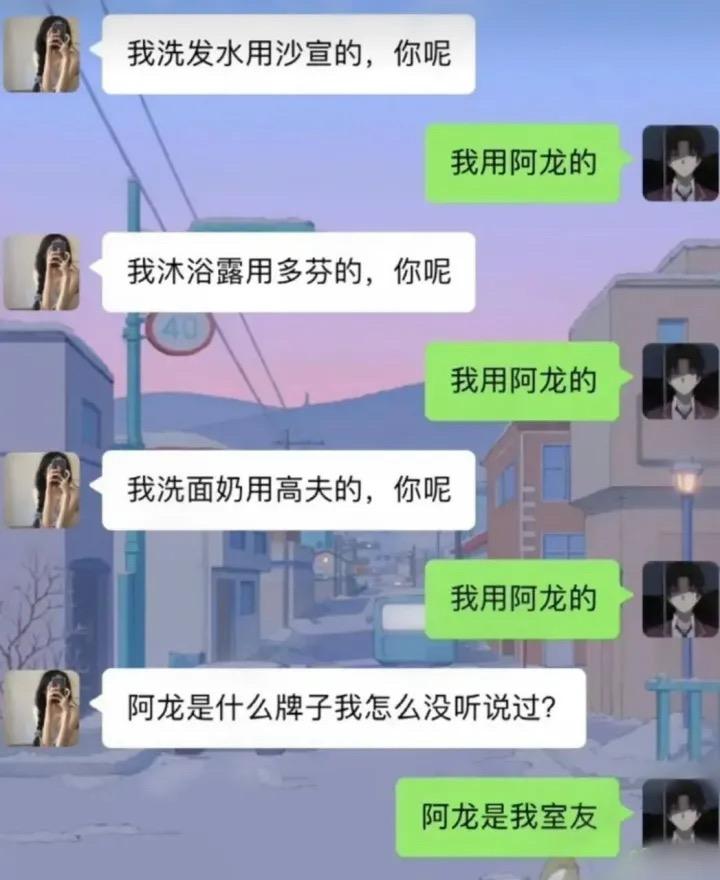 我洗发水用沙宣的，你呢
我用阿龙的
我沐浴露用多芬的，你呢
40
我用阿龙的
我洗面奶用高夫的，你呢
我用阿龙的
阿龙是什么牌子我怎么没听说过？
阿龙是我室友